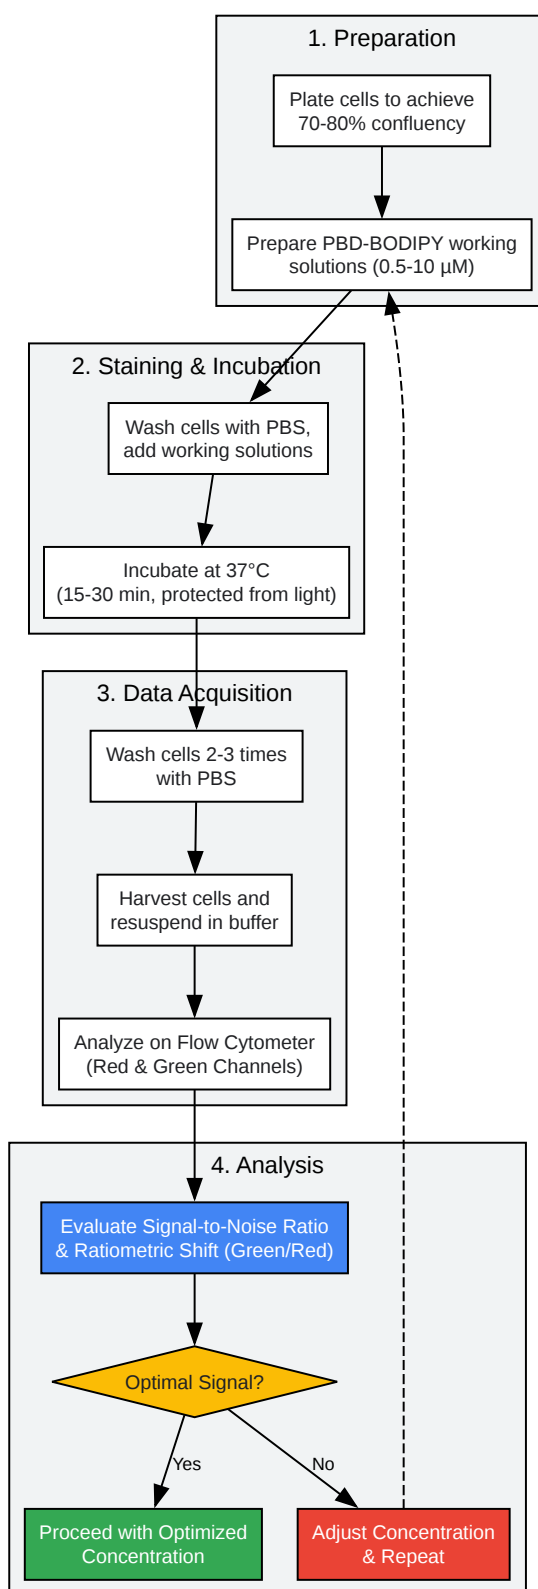 1. Preparation
Plate cells to achieve
70-80% confluency
Prepare PBD-BODIPY working
solutions (0.5-10 µM)
2. Staining & Incubation
Wash cells with PBS,
add working solutions
Incubate at 37°C
(15-30 min, protected from light)
3. Data Acquisition
Wash cells 2-3 times
with PBS
Harvest cells and
resuspend in buffer
Analyze on Flow Cytometer
(Red & Green Channels)
4. Analysis
Evaluate Signal-to-Noise Ratio
& Ratiometric Shift (Green/Red)
Optimal Signal?
Yes
No
Proceed with Optimized
Concentration
Adjust Concentration
& Repeat